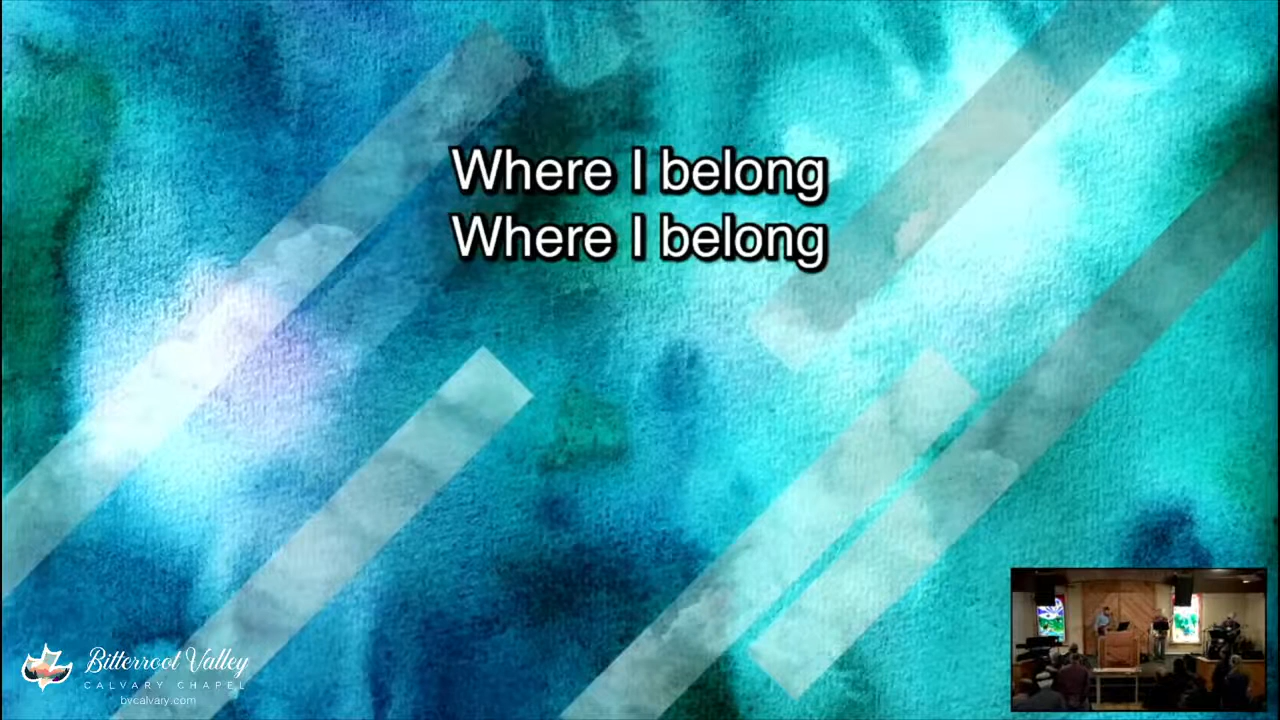 Where I belong
Where I belong
Bitterroot Valley
CALVARY CHAPEL
bvcalvary.com